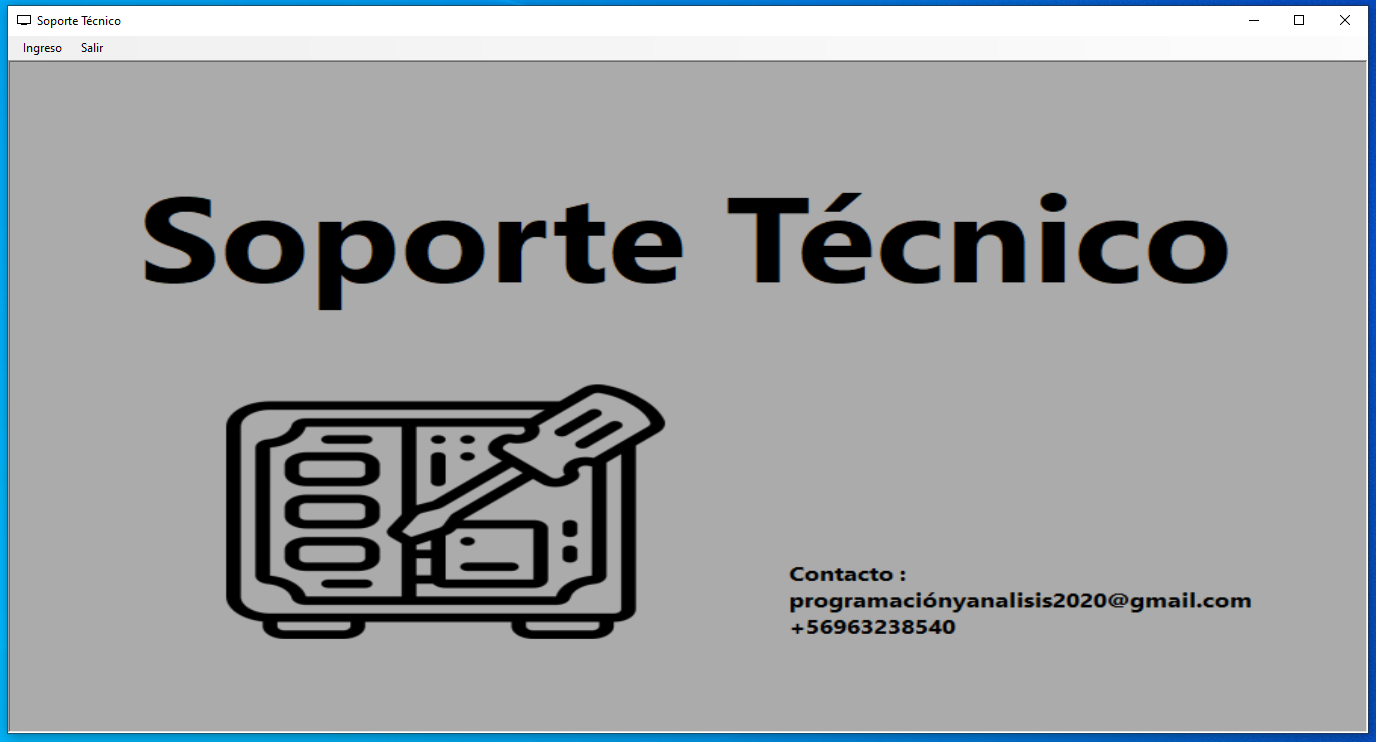 Soporte Técnico
Ingreso Salir
Soporte Técnico
Contacto :
programaciónyanalisis2020@gmail.com
+56963238540